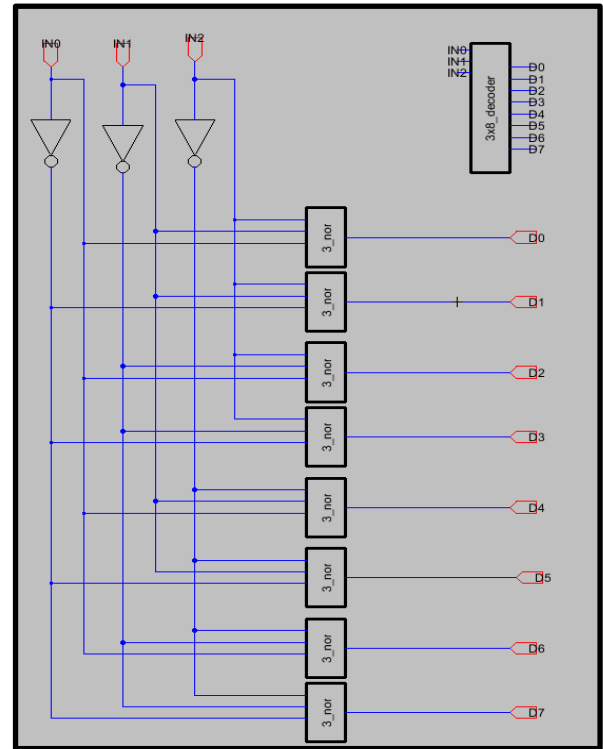 IN0
IN1
IN2
IN0
IN1
IN2
3x8_decoder
D0
D1
D2
D3
D4
D5
D6
D7
3_nor
D0
3_nor
D1
3_nor
D2
3_nor
D3
3_nor
D4
3_nor
D5
3_nor
D6
3_nor
D7